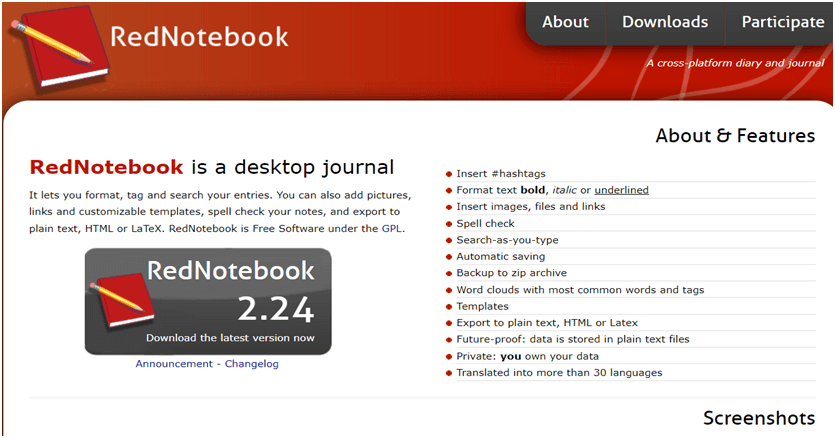 RedNotebook
About
Downloads
Participate
A cross-platform diary and journal
RedNotebook is a desktop journal
It lets you format, tag and search your entries. You can also add pictures,
links and customizable templates, spell check your notes, and export to
plain text, HTML or LaTeX. RedNotebook is Free Software under the GPL.
RedNotebook
2.24
Download the latest version now
Announcement - Changelog
About & Features
Insert #hashtags
Format text bold, italic or underlined
Insert images, files and links
Spell check
Search-as-you-type
Automatic saving
Backup to zip archive
Word clouds with most common words and tags
Templates
Export to plain text, HTML or Latex
Future-proof: data is stored in plain text files
Private: you own your data
Translated into more than 30 languages
Screenshots